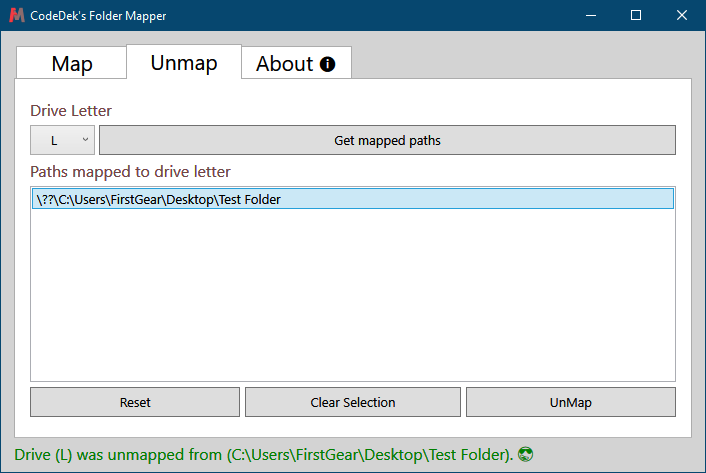 CodeDek's Folder Mapper
Map Unmap About
Drive Letter
L Get mapped paths
Paths mapped to drive letter
\??\C:\Users\FirstGear\Desktop\Test Folder
Reset Clear Selection UnMap
Drive (L) was unmapped from (C:\Users\FirstGear\Desktop\Test Folder). 😎